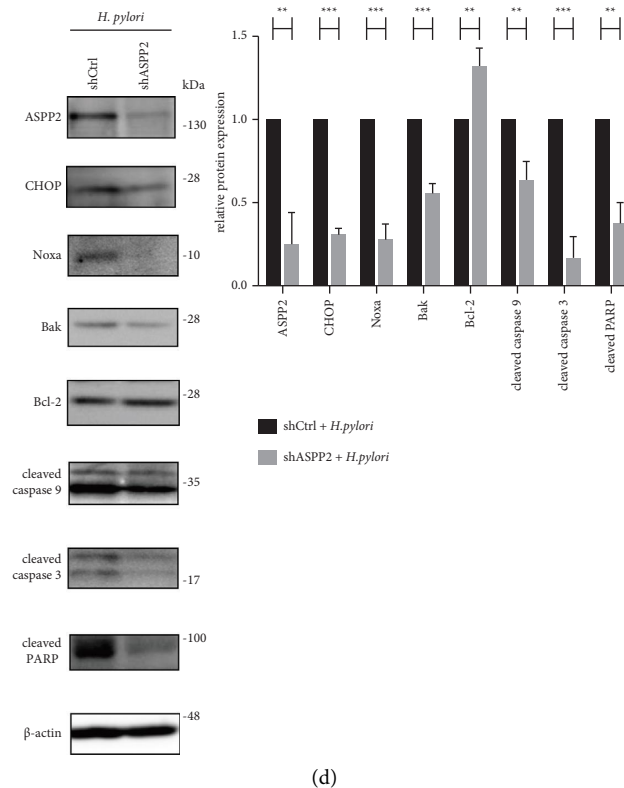 H. pylori
shCtrl
shASPP2
kDa
ASPP2
-130
CHOP
-28
Noxa
-10
Bak
-28
Bcl-2
-28
cleaved
caspase 9
-35
cleaved
caspase 3
-17
cleaved
PARP
-100
β-actin
-48
** *** *** *** ** ** *** **
relative protein expression
1.5
1.0
0.5
0.0
ASPP2
CHOP
Noxa
Bak
Bcl-2
cleaved caspase 9
cleaved caspase 3
cleaved PARP
shCtrl + H.pylori
shASPP2 + H.pylori
(d)